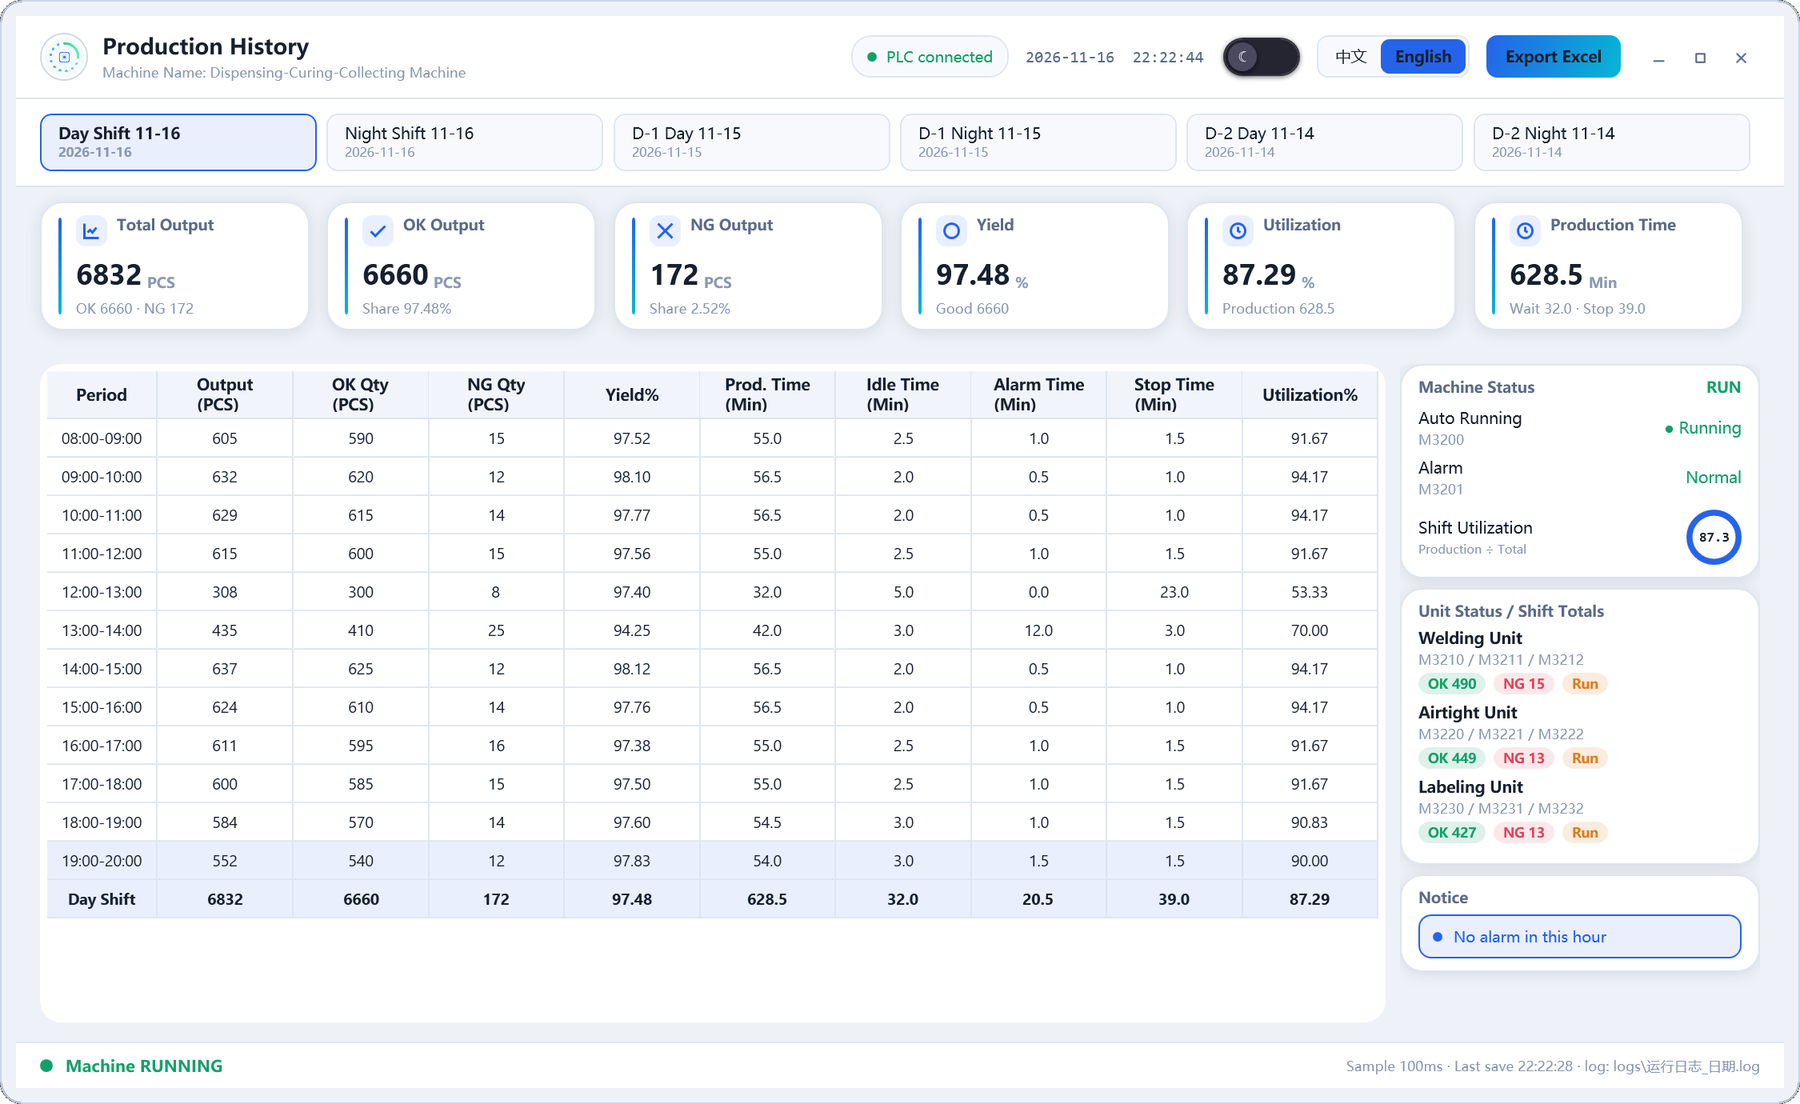 Production History
Machine Name: Dispensing-Curing-Collecting Machine
PLC connected
2026-11-16 22:22:44
中文
English
Export Excel
Day Shift 11-16
2026-11-16
Night Shift 11-16
2026-11-16
D-1 Day 11-15
2026-11-15
D-1 Night 11-15
2026-11-15
D-2 Day 11-14
2026-11-14
D-2 Night 11-14
2026-11-14
Total Output
6832 PCS
OK 6660 · NG 172
OK Output
6660 PCS
Share 97.48%
NG Output
172 PCS
Share 2.52%
Yield
97.48 %
Good 6660
Utilization
87.29 %
Production 628.5
Production Time
628.5 Min
Wait 32.0 · Stop 39.0
Period Output (PCS) OK Qty (PCS) NG Qty (PCS) Yield% Prod. Time (Min) Idle Time (Min) Alarm Time (Min) Stop Time (Min) Utilization%
08:00-09:00 605 590 15 97.52 55.0 2.5 1.0 1.5 91.67
09:00-10:00 632 620 12 98.10 56.5 2.0 0.5 1.0 94.17
10:00-11:00 629 615 14 97.77 56.5 2.0 0.5 1.0 94.17
11:00-12:00 615 600 15 97.56 55.0 2.5 1.0 1.5 91.67
12:00-13:00 308 300 8 97.40 32.0 5.0 0.0 23.0 53.33
13:00-14:00 435 410 25 94.25 42.0 3.0 12.0 3.0 70.00
14:00-15:00 637 625 12 98.12 56.5 2.0 0.5 1.0 94.17
15:00-16:00 624 610 14 97.76 56.5 2.0 0.5 1.0 94.17
16:00-17:00 611 595 16 97.38 55.0 2.5 1.0 1.5 91.67
17:00-18:00 600 585 15 97.50 55.0 2.5 1.0 1.5 91.67
18:00-19:00 584 570 14 97.60 54.5 3.0 1.0 1.5 90.83
19:00-20:00 552 540 12 97.83 54.0 3.0 1.5 1.5 90.00
Day Shift 6832 6660 172 97.48 628.5 32.0 20.5 39.0 87.29
Machine Status RUN
Auto Running
M3200
Running
Alarm
M3201
Normal
Shift Utilization
Production ÷ Total
87.3
Unit Status / Shift Totals
Welding Unit
M3210 / M3211 / M3212
OK 490 NG 15 Run
Airtight Unit
M3220 / M3221 / M3222
OK 449 NG 13 Run
Labeling Unit
M3230 / M3231 / M3232
OK 427 NG 13 Run
Notice
No alarm in this hour
Machine RUNNING
Sample 100ms · Last save 22:22:28 · log: logs\运行日志_日期.log